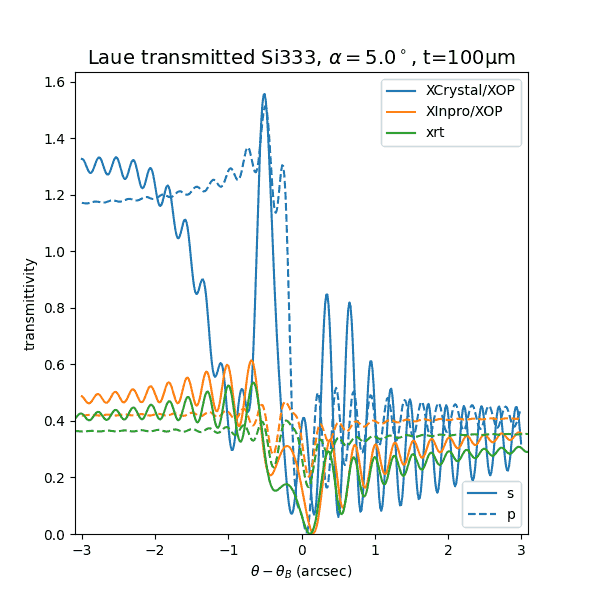 Laue transmitted Si333, α = 5.0°, t=100μm
XCrystal/XOP
XInpro/XOP
xrt
transmittivity
1.6
1.4
1.2
1.0
0.8
0.6
0.4
0.2
0.0
s
p
−3 −2 −1 0 1 2 3
θ − θ_B (arcsec)